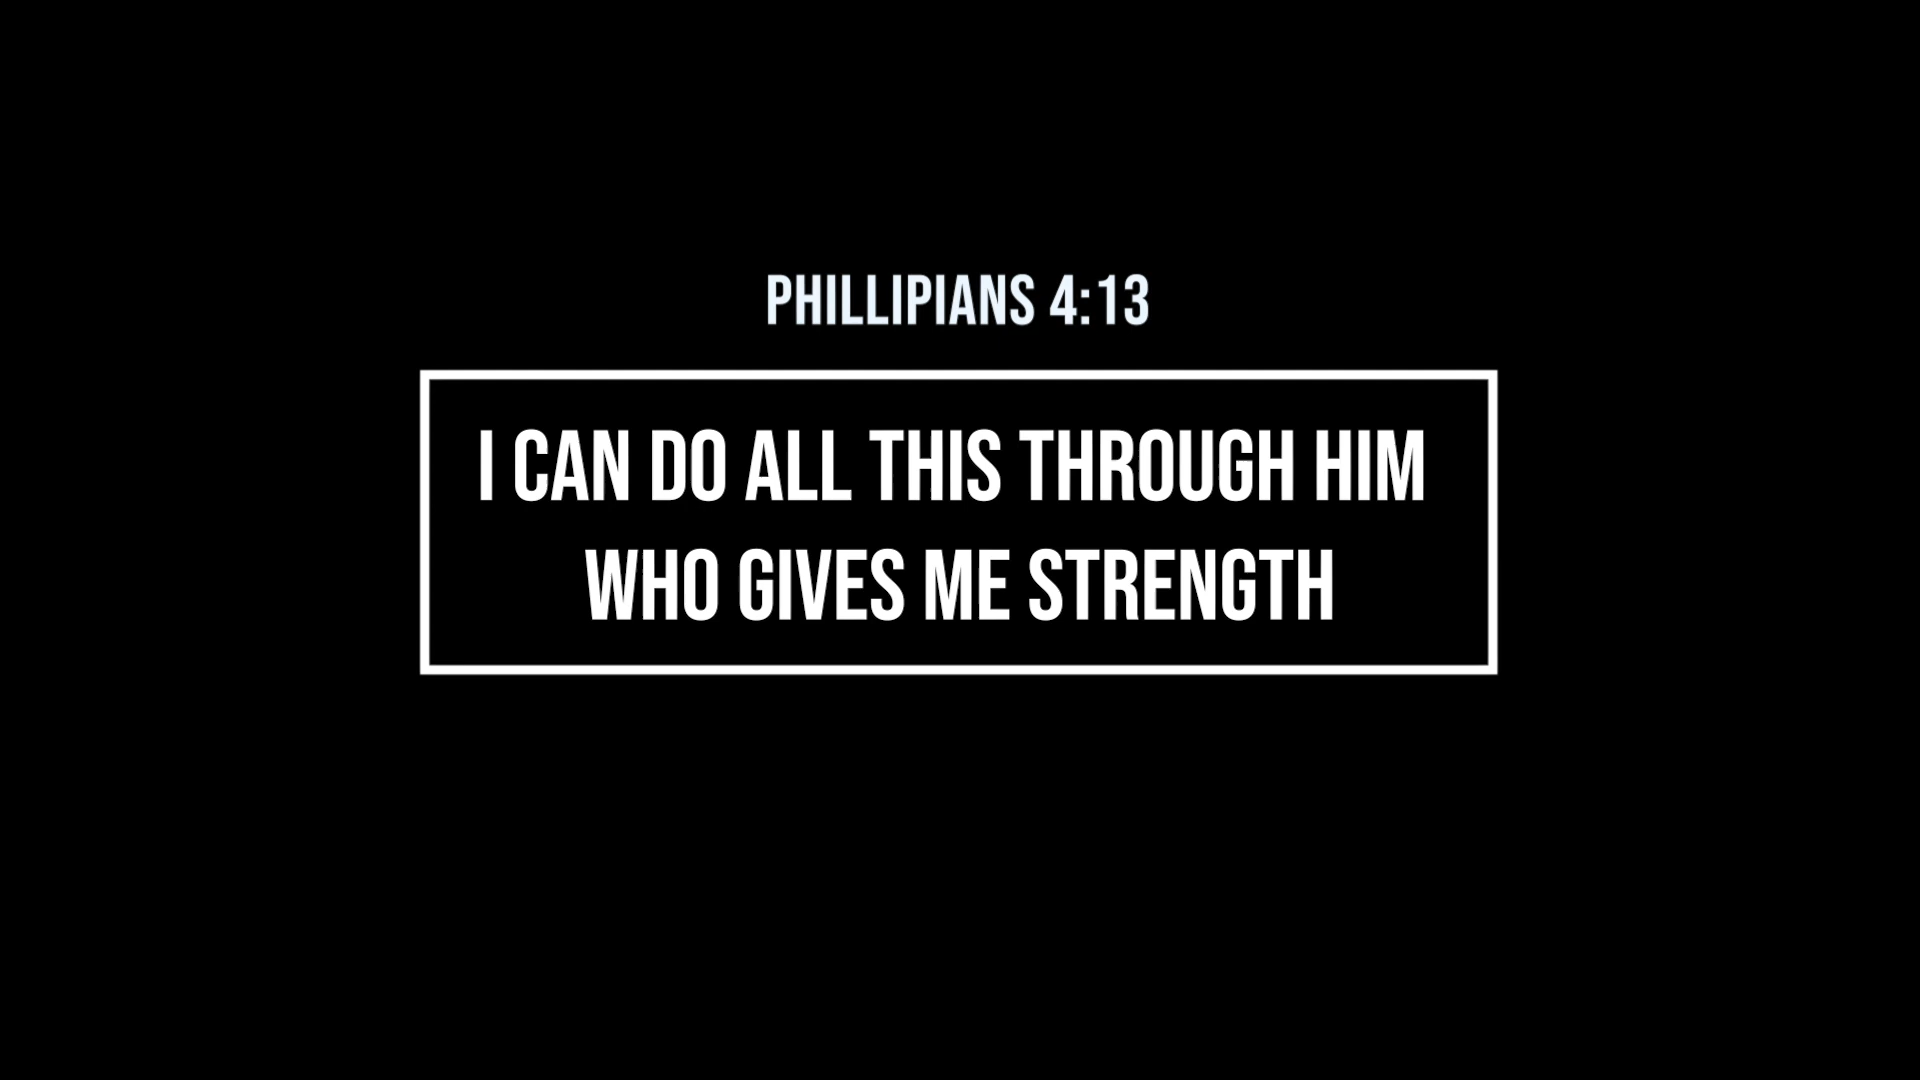 PHILLIPIANS 4:13
I CAN DO ALL THIS THROUGH HIM
WHO GIVES ME STRENGTH